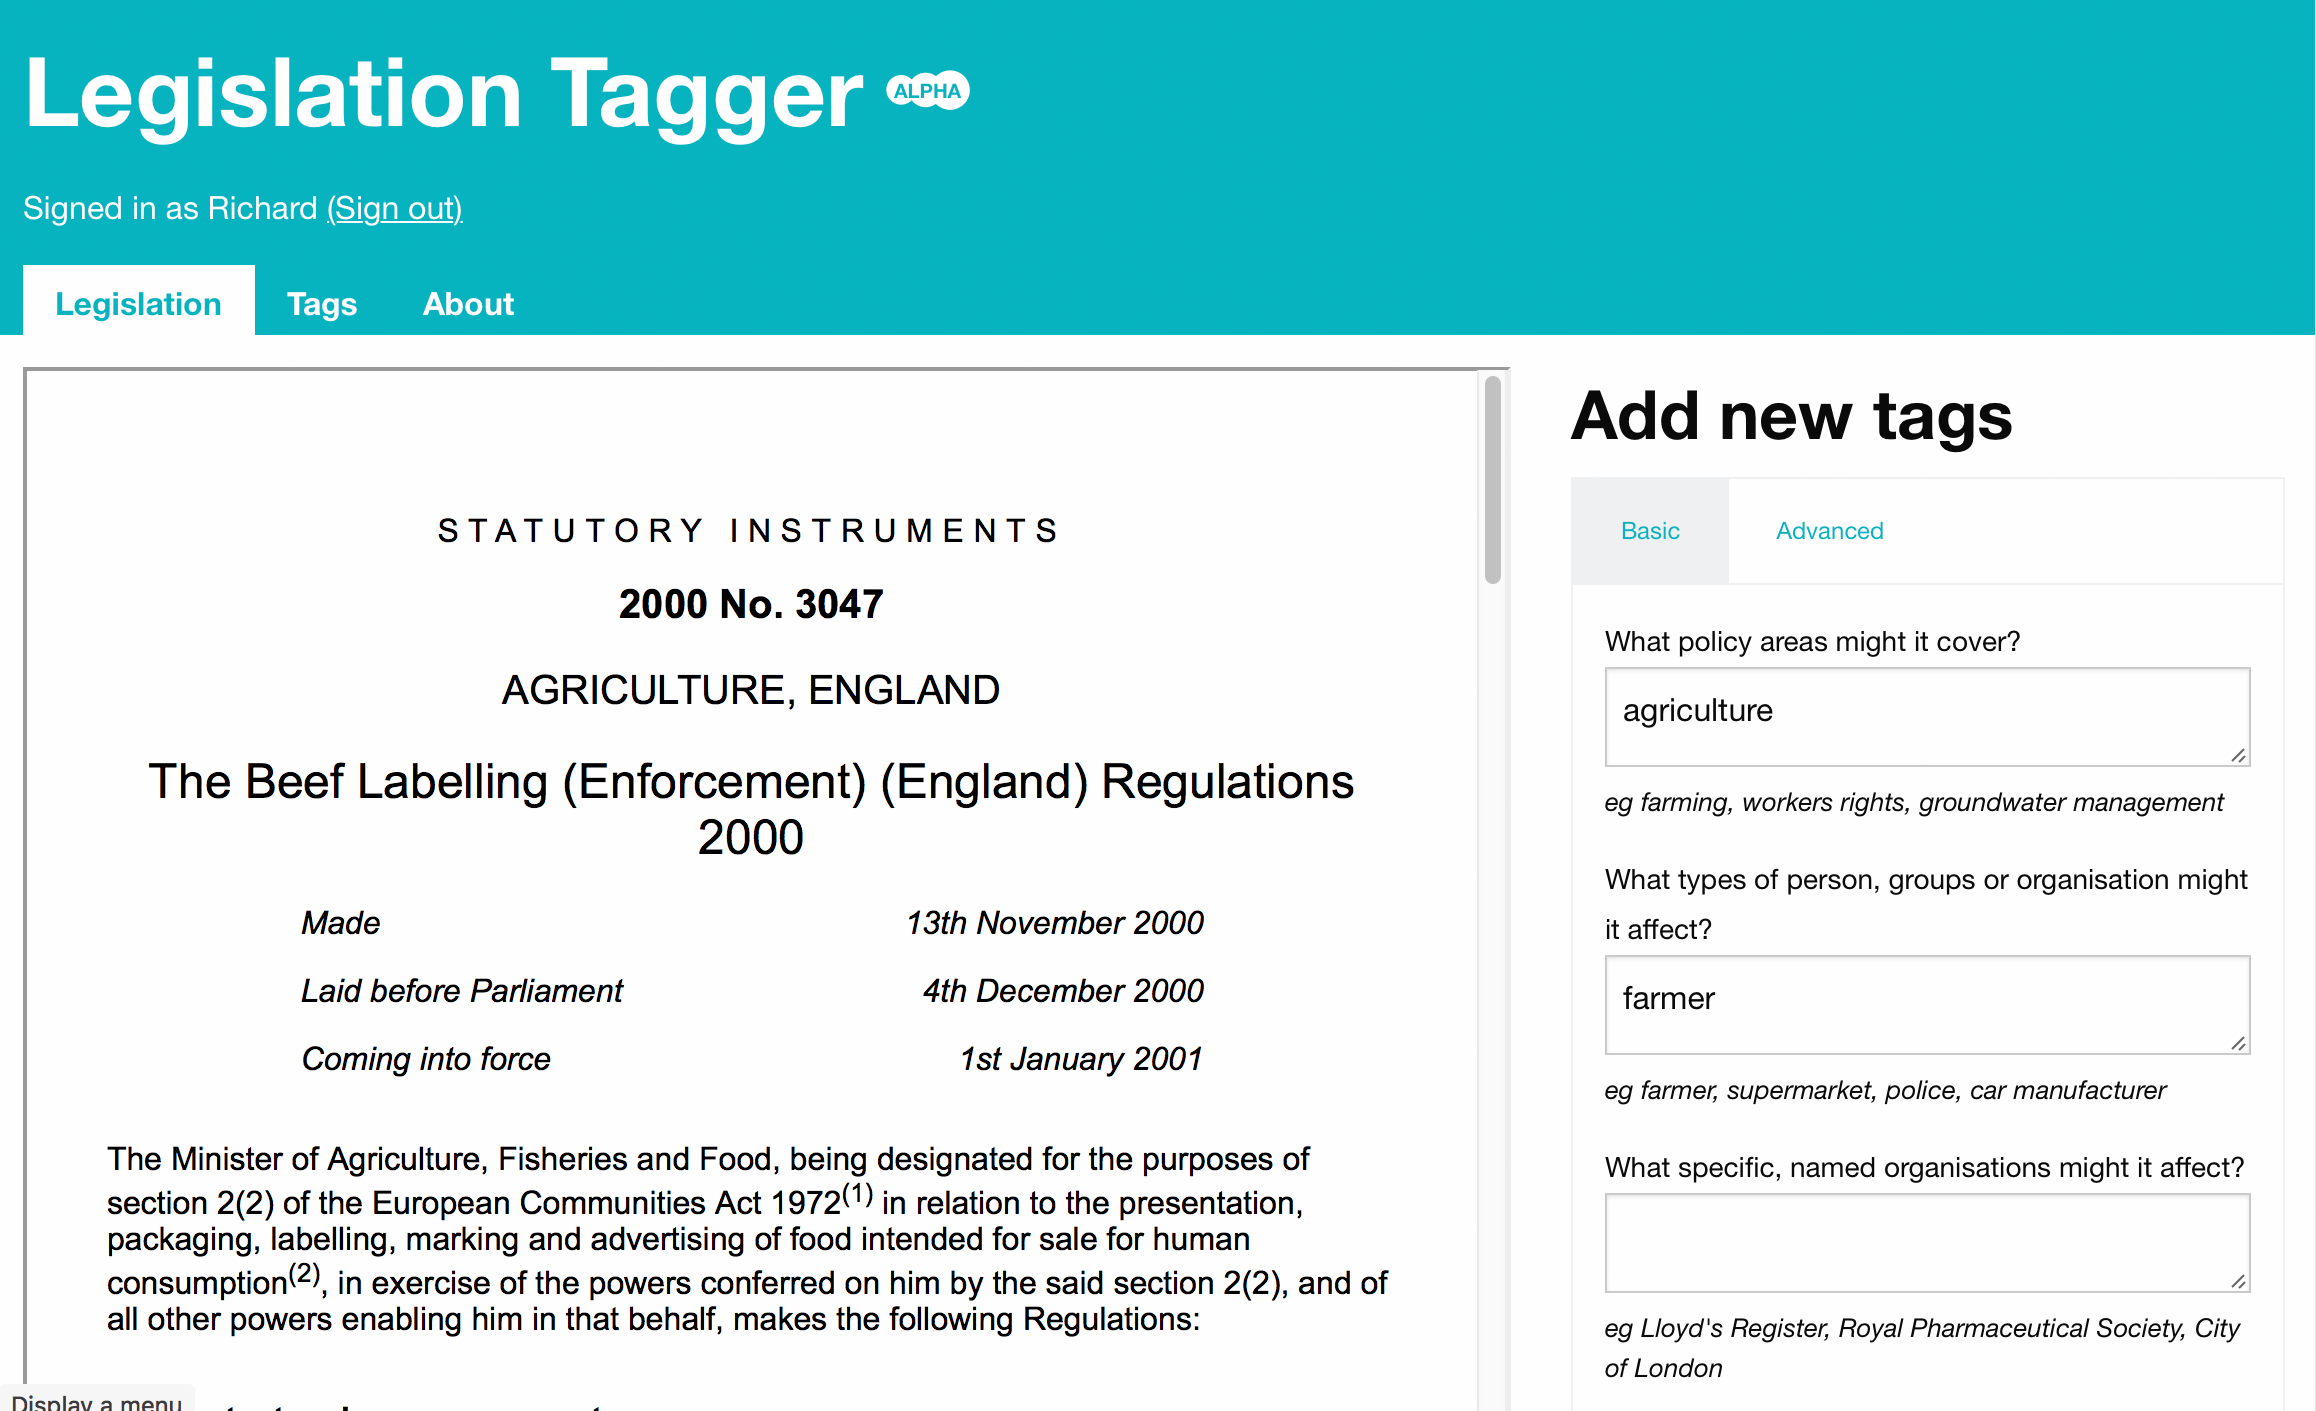 Legislation Tagger ALPHA
Signed in as Richard (Sign out)
Legislation Tags About
STATUTORY INSTRUMENTS
2000 No. 3047
AGRICULTURE, ENGLAND
The Beef Labelling (Enforcement) (England) Regulations
2000
Made 13th November 2000
Laid before Parliament 4th December 2000
Coming into force 1st January 2001
The Minister of Agriculture, Fisheries and Food, being designated for the purposes of
section 2(2) of the European Communities Act 1972(1) in relation to the presentation,
packaging, labelling, marking and advertising of food intended for sale for human
consumption(2), in exercise of the powers conferred on him by the said section 2(2), and of
all other powers enabling him in that behalf, makes the following Regulations:
Display a menu
Add new tags
Basic Advanced
What policy areas might it cover?
agriculture
eg farming, workers rights, groundwater management
What types of person, groups or organisation might
it affect?
farmer
eg farmer, supermarket, police, car manufacturer
What specific, named organisations might it affect?
eg Lloyd's Register, Royal Pharmaceutical Society, City
of London